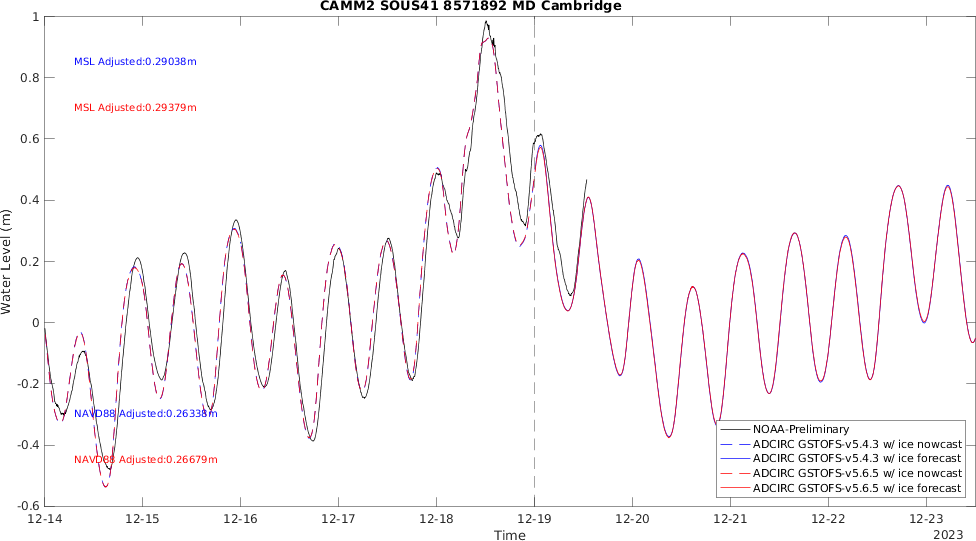 CAMM2 SOUS41 8571892 MD Cambridge
1
0.8
0.6
0.4
0.2
0
-0.2
-0.4
-0.6
Water Level (m)
MSL Adjusted:0.29038m
MSL Adjusted:0.29379m
NAVD88 Adjusted:0.26338m
NAVD88 Adjusted:0.26679m
NOAA-Preliminary
ADCIRC GSTOFS-v5.4.3 w/ ice nowcast
ADCIRC GSTOFS-v5.4.3 w/ ice forecast
ADCIRC GSTOFS-v5.6.5 w/ ice nowcast
ADCIRC GSTOFS-v5.6.5 w/ ice forecast
12-14 12-15 12-16 12-17 12-18 12-19 12-20 12-21 12-22 12-23
Time
2023